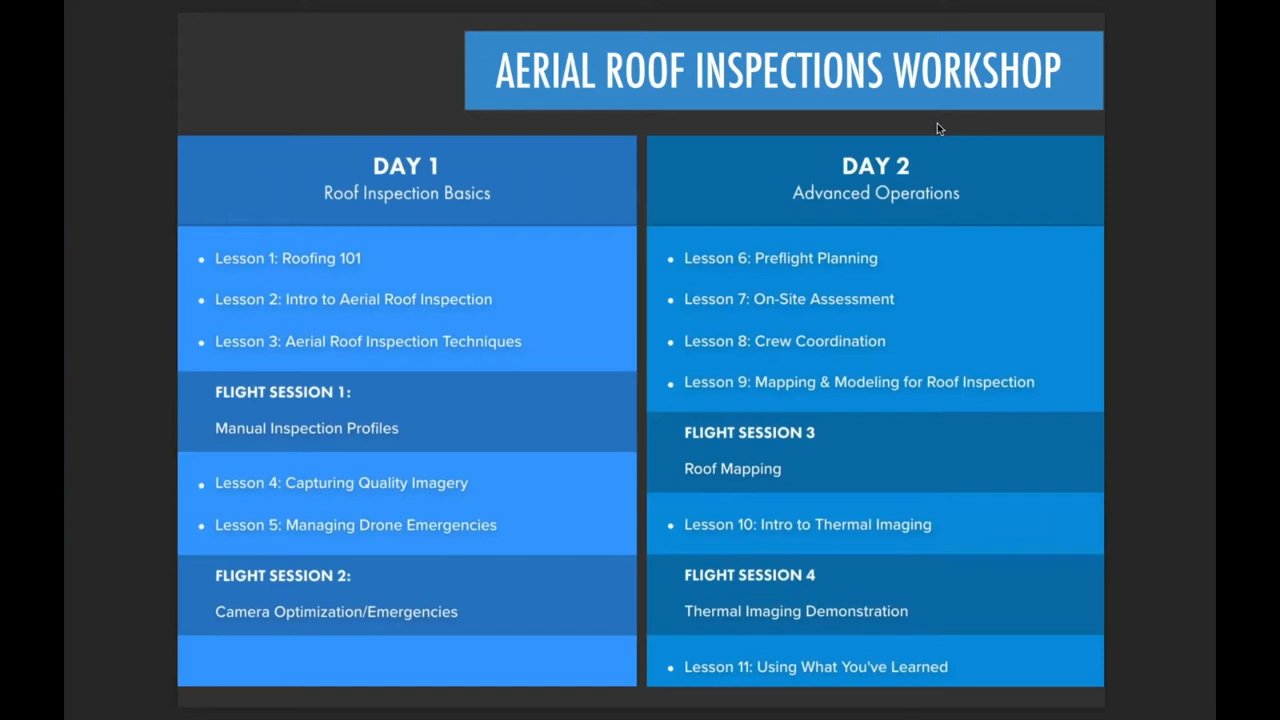 AERIAL ROOF INSPECTIONS WORKSHOP
DAY 1
Roof Inspection Basics
• Lesson 1: Roofing 101
• Lesson 2: Intro to Aerial Roof Inspection
• Lesson 3: Aerial Roof Inspection Techniques
FLIGHT SESSION 1:
Manual Inspection Profiles
• Lesson 4: Capturing Quality Imagery
• Lesson 5: Managing Drone Emergencies
FLIGHT SESSION 2:
Camera Optimization/Emergencies
DAY 2
Advanced Operations
• Lesson 6: Preflight Planning
• Lesson 7: On-Site Assessment
• Lesson 8: Crew Coordination
• Lesson 9: Mapping & Modeling for Roof Inspection
FLIGHT SESSION 3
Roof Mapping
• Lesson 10: Intro to Thermal Imaging
FLIGHT SESSION 4
Thermal Imaging Demonstration
• Lesson 11: Using What You've Learned